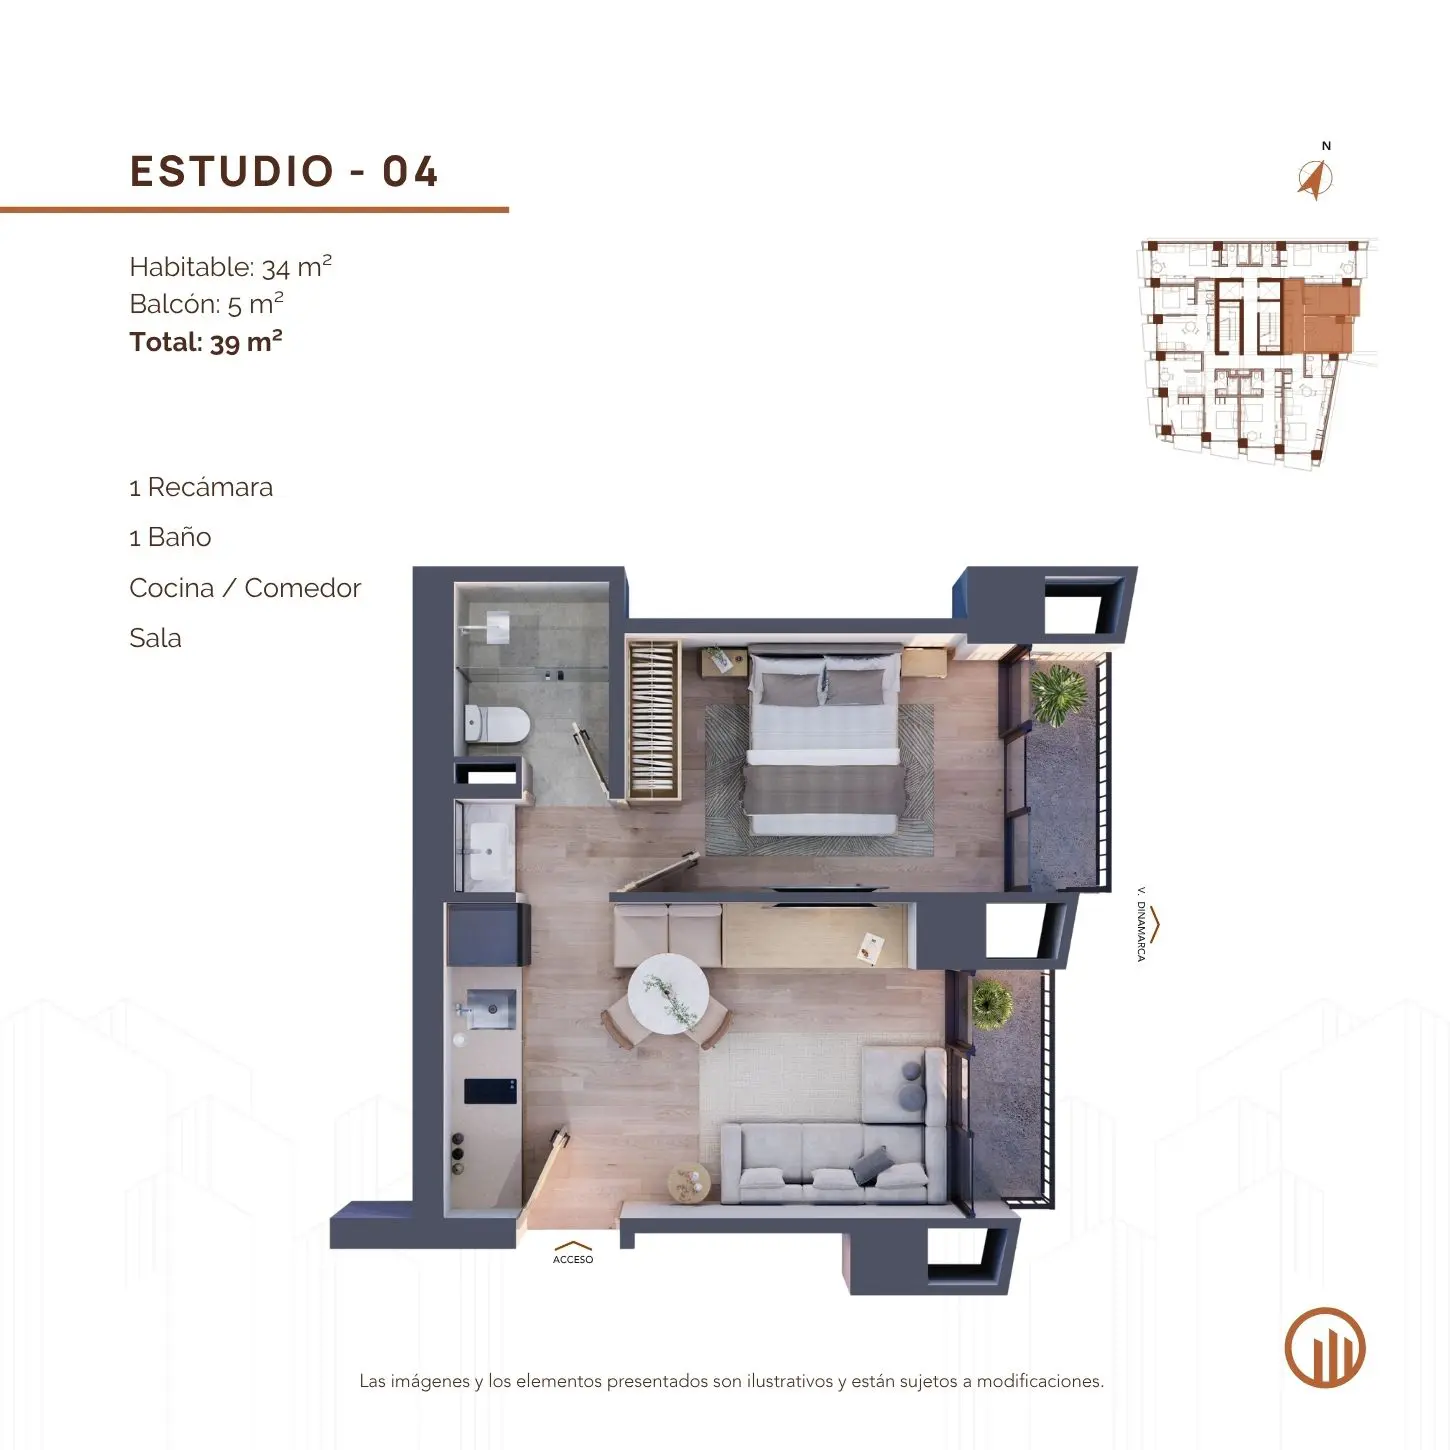 ESTUDIO - 04
N
Habitable: 34 m²
Balcón: 5 m²
Total: 39 m²
1 Recámara
1 Baño
Cocina / Comedor
Sala
V. DINAMARCA
ACCESO
Las imágenes y los elementos presentados son ilustrativos y están sujetos a modificaciones.